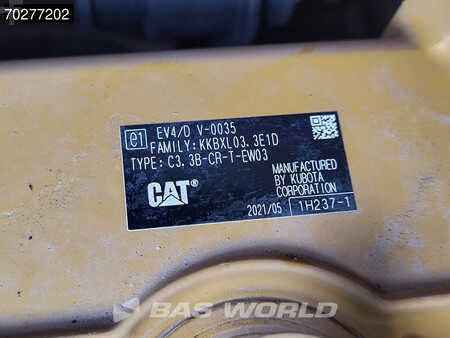 70277202
e1 EV4/D V-0035
FAMILY: KKBXL03.3E1D
TYPE: C3.3B-CR-T-EW03
CAT®
MANUFACTURED
BY KUBOTA
CORPORATION
2021/05 1H237-1
BAS WORLD